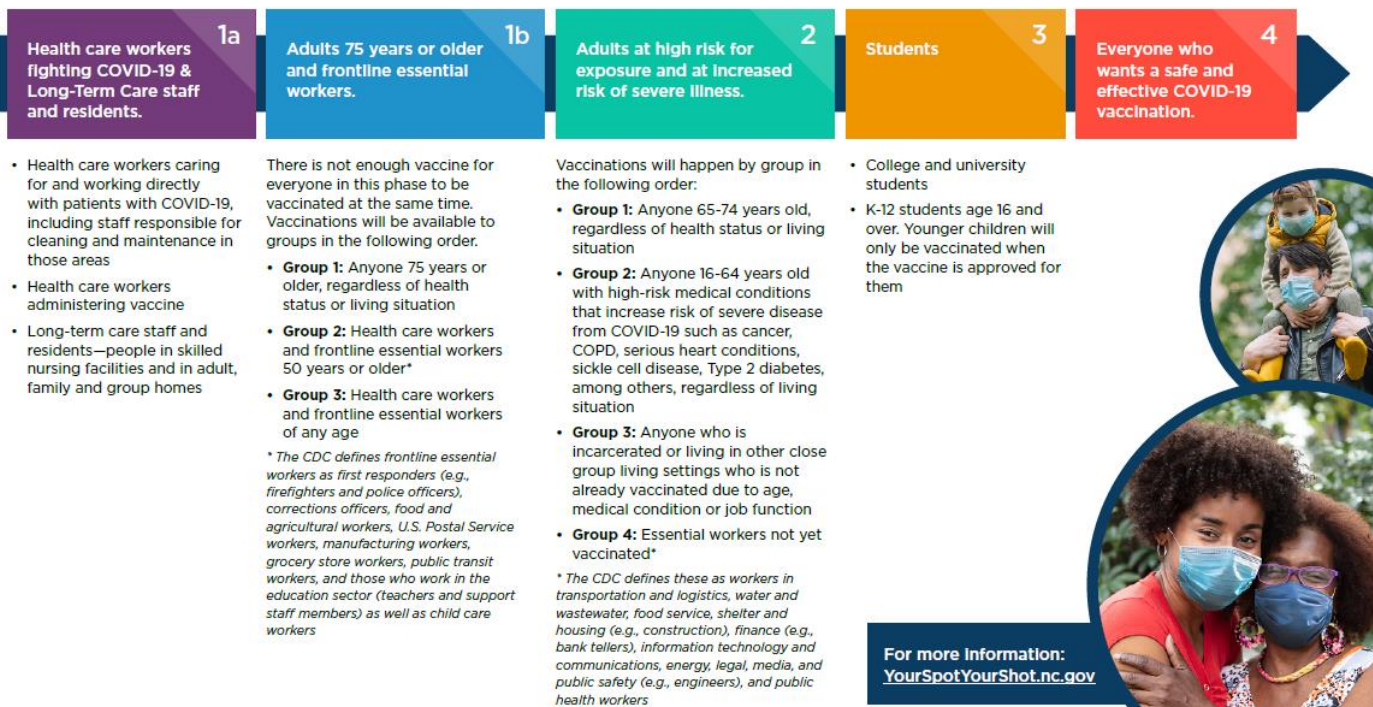 1a
Health care workers
fighting COVID-19 &
Long-Term Care staff
and residents.
• Health care workers caring
for and working directly
with patients with COVID-19,
including staff responsible for
cleaning and maintenance in
those areas
• Health care workers
administering vaccine
• Long-term care staff and
residents—people in skilled
nursing facilities and in adult,
family and group homes
1b
Adults 75 years or older
and frontline essential
workers.
There is not enough vaccine for
everyone in this phase to be
vaccinated at the same time.
Vaccinations will be available to
groups in the following order.
• Group 1: Anyone 75 years or
older, regardless of health
status or living situation
• Group 2: Health care workers
and frontline essential workers
50 years or older*
• Group 3: Health care workers
and frontline essential workers
of any age
* The CDC defines frontline essential
workers as first responders (e.g.,
firefighters and police officers),
corrections officers, food and
agricultural workers, U.S. Postal Service
workers, manufacturing workers,
grocery store workers, public transit
workers, and those who work in the
education sector (teachers and support
staff members) as well as child care
workers
2
Adults at high risk for
exposure and at increased
risk of severe illness.
Vaccinations will happen by group in
the following order:
• Group 1: Anyone 65-74 years old,
regardless of health status or living
situation
• Group 2: Anyone 16-64 years old
with high-risk medical conditions
that increase risk of severe disease
from COVID-19 such as cancer,
COPD, serious heart conditions,
sickle cell disease, Type 2 diabetes,
among others, regardless of living
situation
• Group 3: Anyone who is
incarcerated or living in other close
group living settings who is not
already vaccinated due to age,
medical condition or job function
• Group 4: Essential workers not yet
vaccinated*
* The CDC defines these as workers in
transportation and logistics, water and
wastewater, food service, shelter and
housing (e.g., construction), finance (e.g.,
bank tellers), information technology and
communications, energy, legal, media, and
public safety (e.g., engineers), and public
health workers
3
Students
• College and university
students
• K-12 students age 16 and
over. Younger children will
only be vaccinated when
the vaccine is approved for
them
4
Everyone who
wants a safe and
effective COVID-19
vaccination.
For more information:
YourSpotYourShot.nc.gov